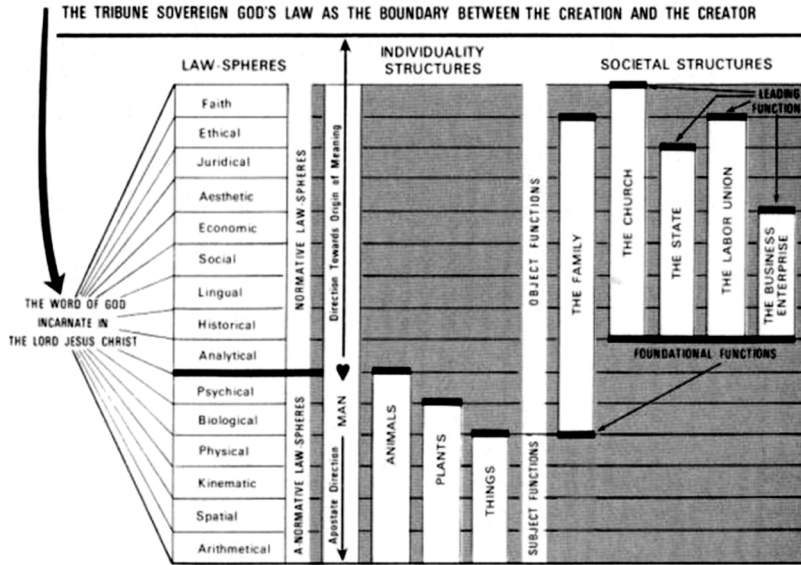 THE TRIBUNE SOVEREIGN GOD'S LAW AS THE BOUNDARY BETWEEN THE CREATION AND THE CREATOR
LAW-SPHERES
INDIVIDUALITY
STRUCTURES
SOCIETAL STRUCTURES
Faith
Ethical
Juridical
Aesthetic
Economic
Social
Lingual
Historical
Analytical
Psychical
Biological
Physical
Kinematic
Spatial
Arithmetical
THE WORD OF GOD
INCARNATE IN
THE LORD JESUS CHRIST
NORMATIVE LAW-SPHERES
A-NORMATIVE LAW-SPHERES
Direction Towards Origin of Meaning
MAN
Apostate Direction
ANIMALS
PLANTS
THINGS
OBJECT FUNCTIONS
SUBJECT FUNCTIONS
THE FAMILY
THE CHURCH
THE STATE
THE LABOR UNION
THE BUSINESS
ENTERPRISE
LEADING
FUNCTION
FOUNDATIONAL FUNCTIONS